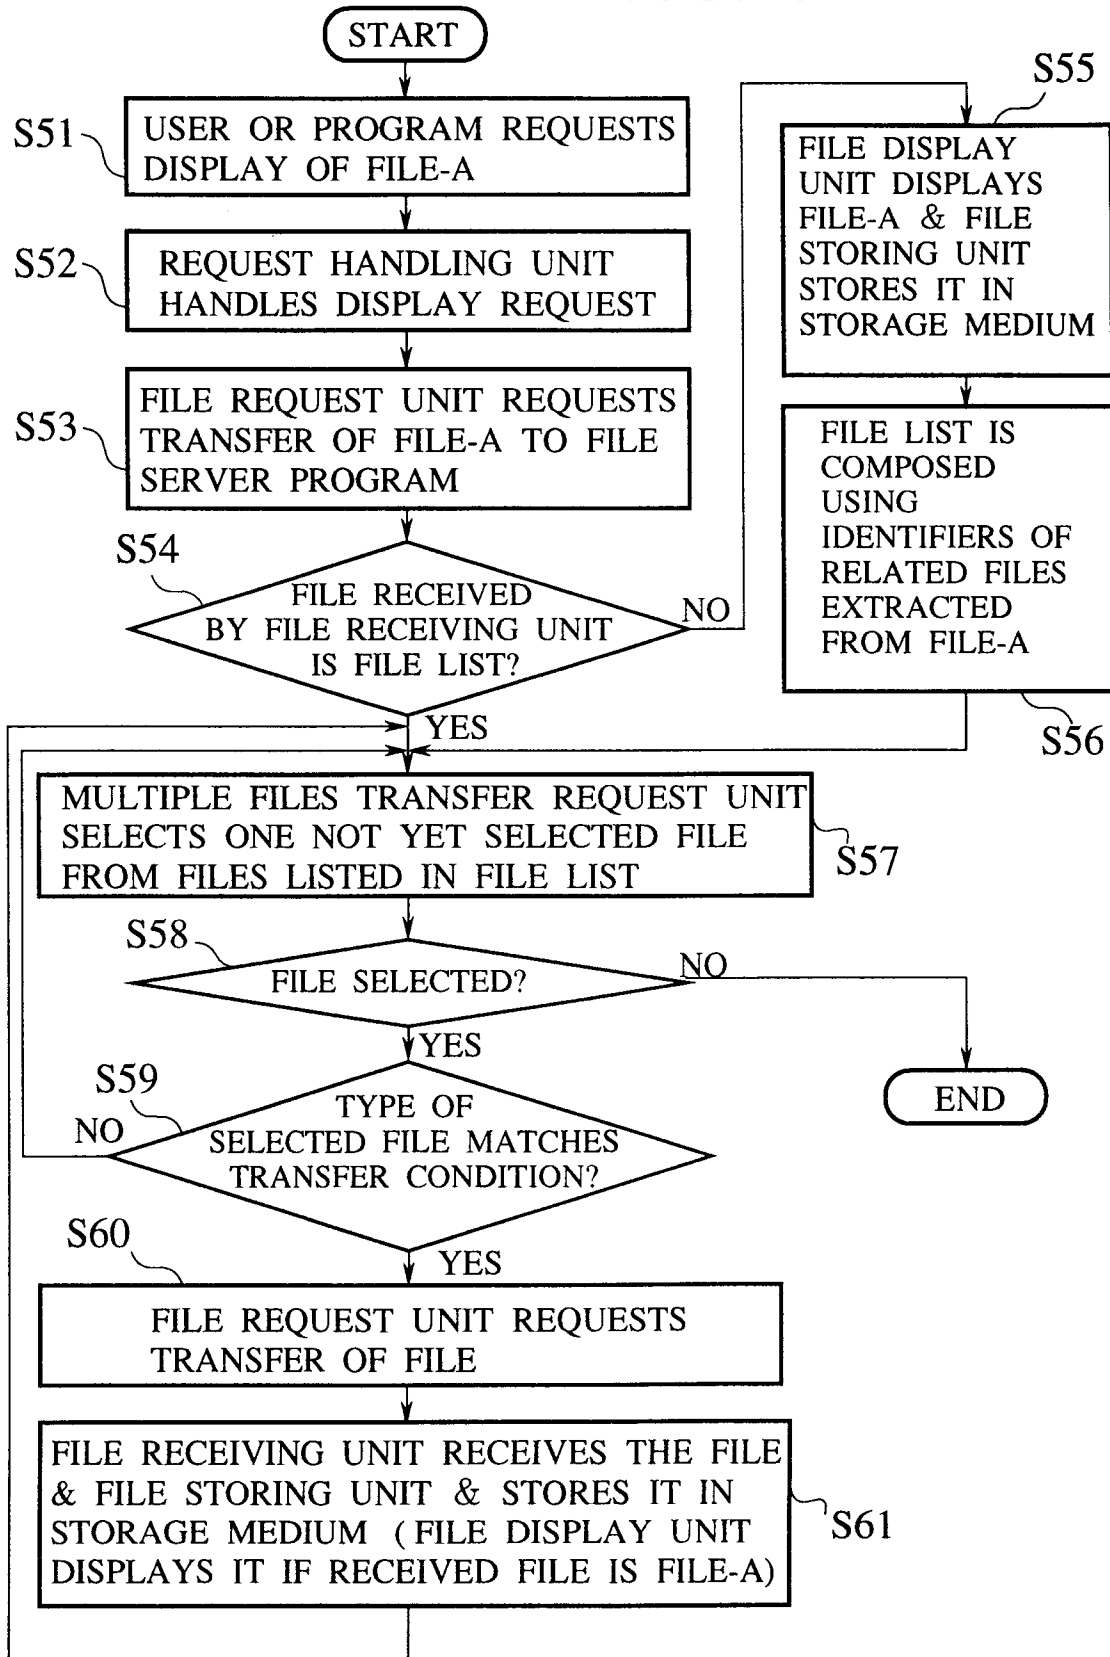 START
S51
USER OR PROGRAM REQUESTS
DISPLAY OF FILE-A
S52
REQUEST HANDLING UNIT
HANDLES DISPLAY REQUEST
S53
FILE REQUEST UNIT REQUESTS
TRANSFER OF FILE-A TO FILE
SERVER PROGRAM
S54
FILE RECEIVED
BY FILE RECEIVING UNIT
IS FILE LIST?
NO
YES
S55
FILE DISPLAY
UNIT DISPLAYS
FILE-A & FILE
STORING UNIT
STORES IT IN
STORAGE MEDIUM
FILE LIST IS
COMPOSED
USING
IDENTIFIERS OF
RELATED FILES
EXTRACTED
FROM FILE-A
S56
MULTIPLE FILES TRANSFER REQUEST UNIT
SELECTS ONE NOT YET SELECTED FILE
FROM FILES LISTED IN FILE LIST
S57
S58
FILE SELECTED?
NO
YES
END
S59
TYPE OF
SELECTED FILE MATCHES
TRANSFER CONDITION?
NO
YES
S60
FILE REQUEST UNIT REQUESTS
TRANSFER OF FILE
FILE RECEIVING UNIT RECEIVES THE FILE
& FILE STORING UNIT & STORES IT IN
STORAGE MEDIUM (FILE DISPLAY UNIT
DISPLAYS IT IF RECEIVED FILE IS FILE-A)
S61